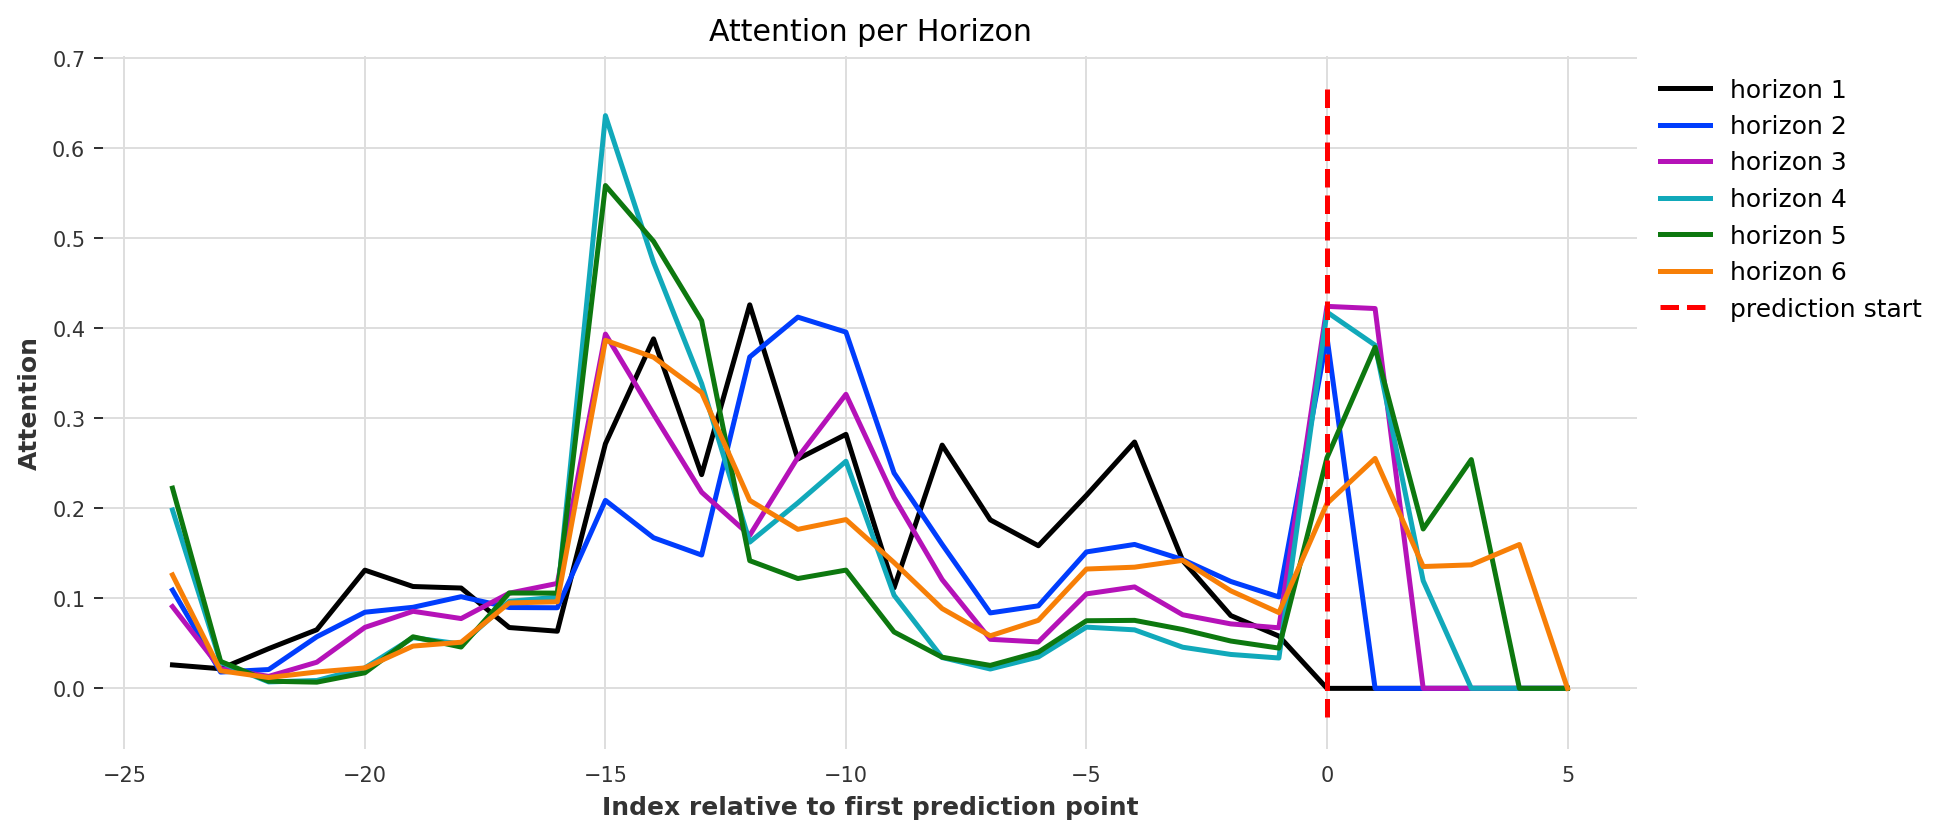 Attention per Horizon
0.7
0.6
0.5
0.4
0.3
0.2
0.1
0.0
Attention
−25
−20
−15
−10
−5
0
5
Index relative to first prediction point
horizon 1
horizon 2
horizon 3
horizon 4
horizon 5
horizon 6
prediction start